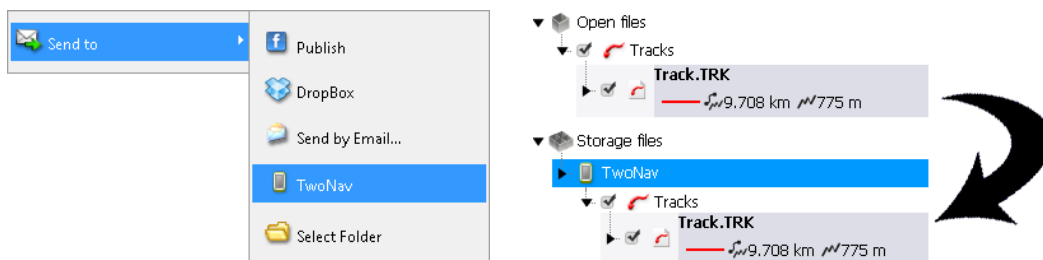 Send to
Publish
DropBox
Send by Email...
TwoNav
Select Folder
Open files
Tracks
Track.TRK
9.708 km 775 m
Storage files
TwoNav
Tracks
Track.TRK
9.708 km 775 m